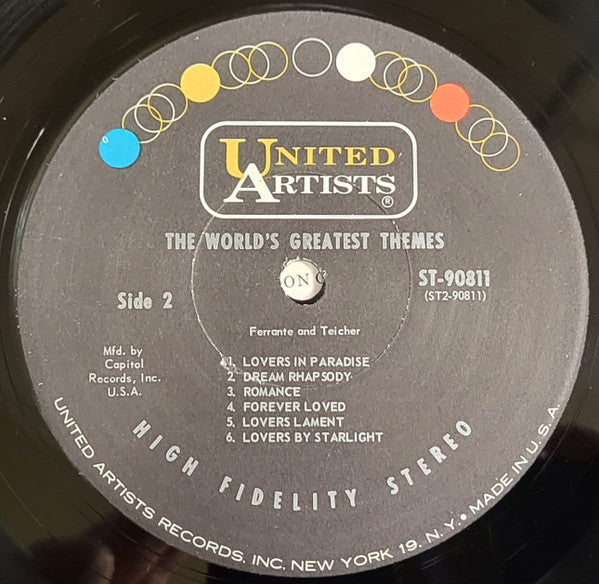 UNITED
ARTISTS
®
THE WORLD'S GREATEST THEMES
ON
ST-90811
(ST2-90811)
Side 2
Ferrante and Teicher
Mfd. by
Capitol
Records, Inc.
U.S.A.
1. LOVERS IN PARADISE
2. DREAM RHAPSODY
3. ROMANCE
4. FOREVER LOVED
5. LOVERS LAMENT
6. LOVERS BY STARLIGHT
HIGH FIDELITY STEREO
UNITED ARTISTS RECORDS, INC. NEW YORK 19, N.Y. • MADE IN U.S.A.